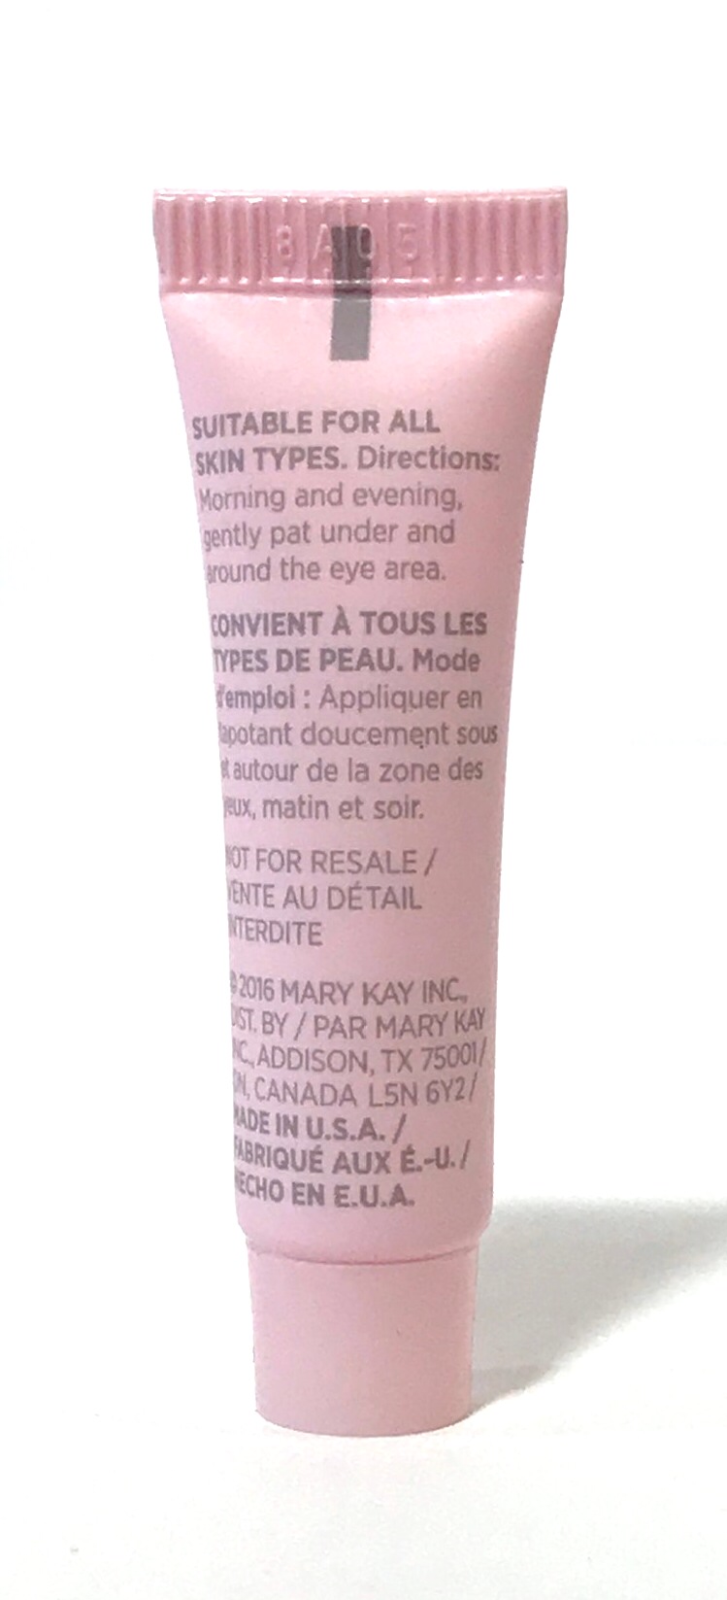 8A05
SUITABLE FOR ALL
SKIN TYPES. Directions:
Morning and evening,
gently pat under and
around the eye area.
CONVIENT À TOUS LES
TYPES DE PEAU. Mode
d'emploi : Appliquer en
tapotant doucement sous
et autour de la zone des
yeux, matin et soir.
NOT FOR RESALE /
VENTE AU DÉTAIL
INTERDITE
© 2016 MARY KAY INC.,
DIST. BY / PAR MARY KAY
INC., ADDISON, TX 75001/
CANADA L5N 6Y2 /
MADE IN U.S.A. /
FABRIQUÉ AUX É.-U. /
HECHO EN E.U.A.